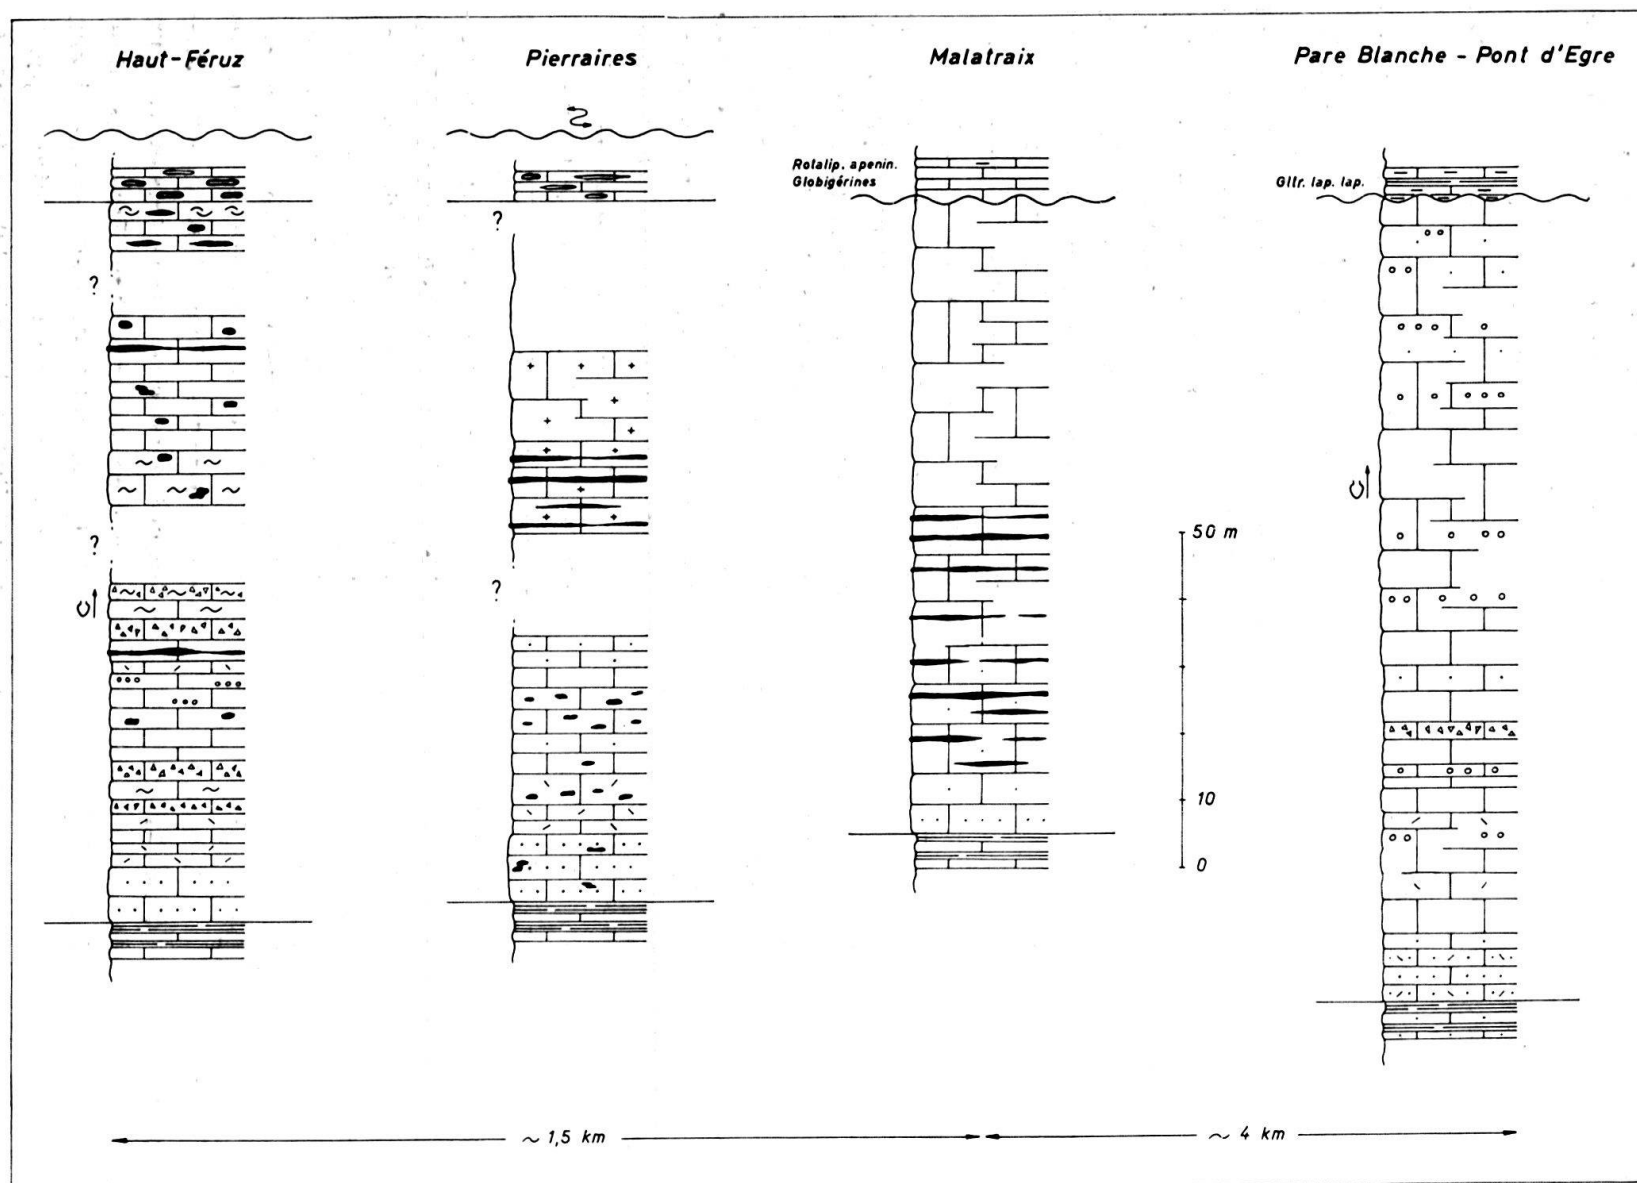 Haut-Féruz
Pierraires
Malatraix
Pare Blanche - Pont d'Egre
Rotalip. apenin.
Globigérines
Gltr. lap. lap.
?
?
?
?
50 m
10
0
~ 1,5 km
~ 4 km